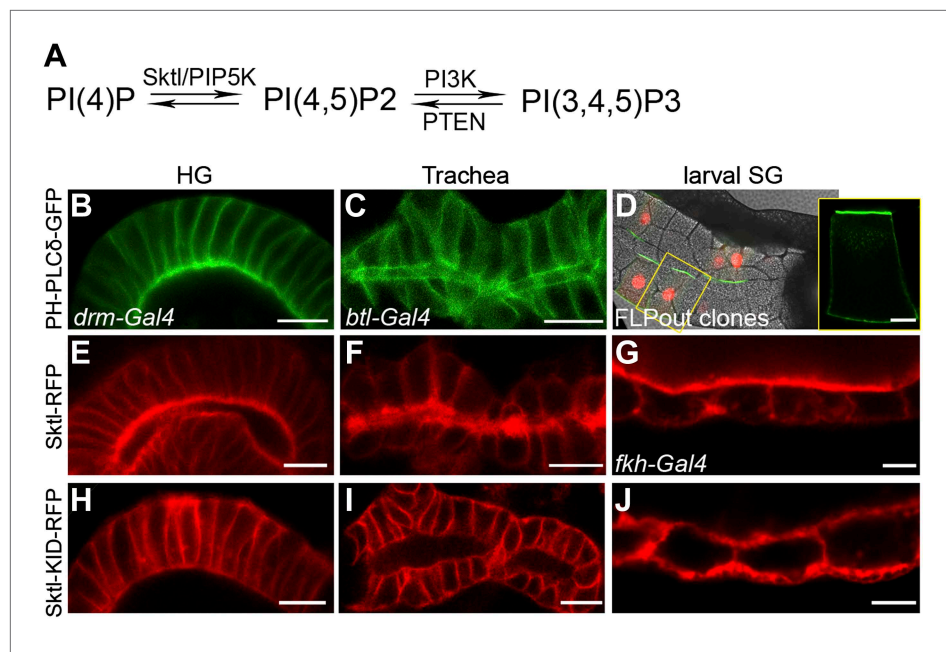 A
Sktl/PIP5K
PI3K
PI(4)P
PI(4,5)P2
PI(3,4,5)P3
PTEN
HG
Trachea
larval SG
PH-PLCδ-GFP
B
drm-Gal4
C
btl-Gal4
D
FLPout clones
Sktl-RFP
E
F
G
fkh-Gal4
Sktl-KID-RFP
H
I
J